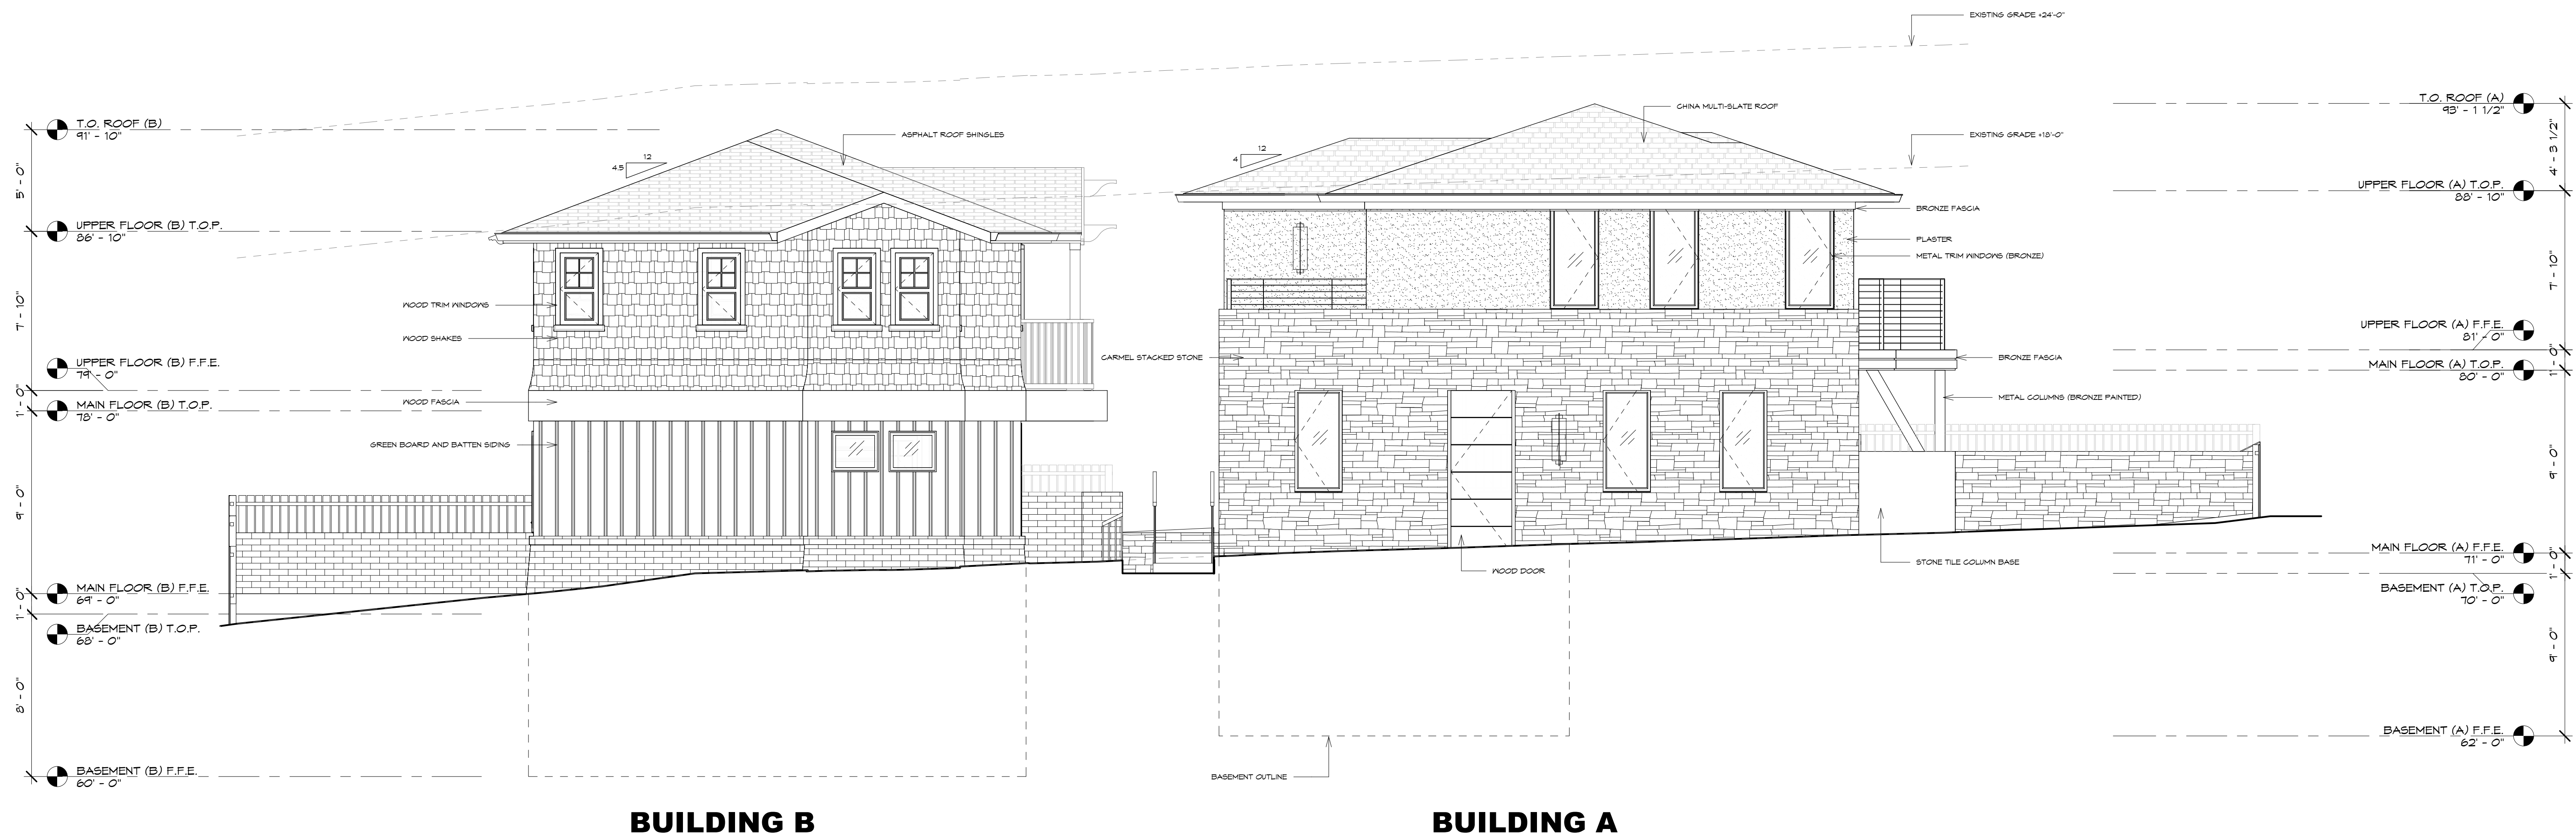 EXISTING GRADE +24'-0"
T.O. ROOF (B)
91' - 10"
5' - 0"
UPPER FLOOR (B) T.O.P.
86' - 10"
7' - 10"
UPPER FLOOR (B) F.F.E.
79' - 0"
1' - 0"
MAIN FLOOR (B) T.O.P.
78' - 0"
9' - 0"
MAIN FLOOR (B) F.F.E.
69' - 0"
1' - 0"
BASEMENT (B) T.O.P.
68' - 0"
8' - 0"
BASEMENT (B) F.F.E.
60' - 0"
12
4.5
ASPHALT ROOF SHINGLES
WOOD TRIM WINDOWS
WOOD SHAKES
WOOD FASCIA
GREEN BOARD AND BATTEN SIDING
12
4
CHINA MULTI-SLATE ROOF
EXISTING GRADE +18'-0"
BRONZE FASCIA
PLASTER
METAL TRIM WINDOWS (BRONZE)
CARMEL STACKED STONE
BRONZE FASCIA
METAL COLUMNS (BRONZE PAINTED)
WOOD DOOR
STONE TILE COLUMN BASE
BASEMENT OUTLINE
T.O. ROOF (A)
93' - 1 1/2"
4' - 3 1/2"
UPPER FLOOR (A) T.O.P.
88' - 10"
7' - 10"
UPPER FLOOR (A) F.F.E.
81' - 0"
1' - 0"
MAIN FLOOR (A) T.O.P.
80' - 0"
9' - 0"
MAIN FLOOR (A) F.F.E.
71' - 0"
1' - 0"
BASEMENT (A) T.O.P.
70' - 0"
9' - 0"
BASEMENT (A) F.F.E.
62' - 0"
BUILDING B
BUILDING A